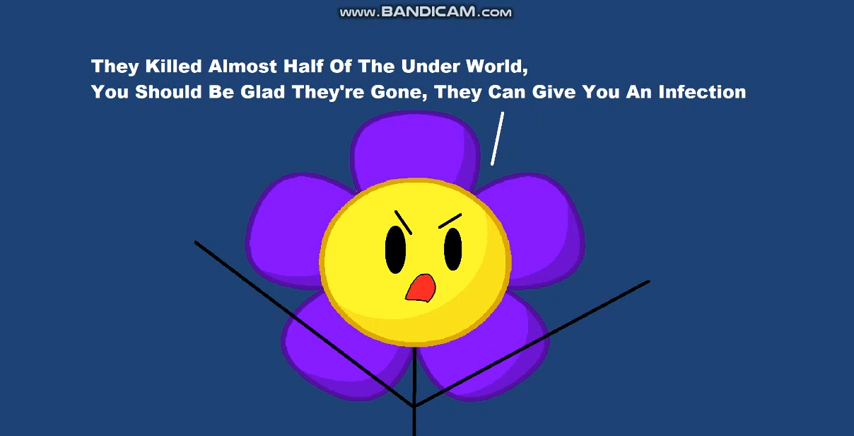 www.BANDICAM.com
They Killed Almost Half Of The Under World,
You Should Be Glad They're Gone, They Can Give You An Infection